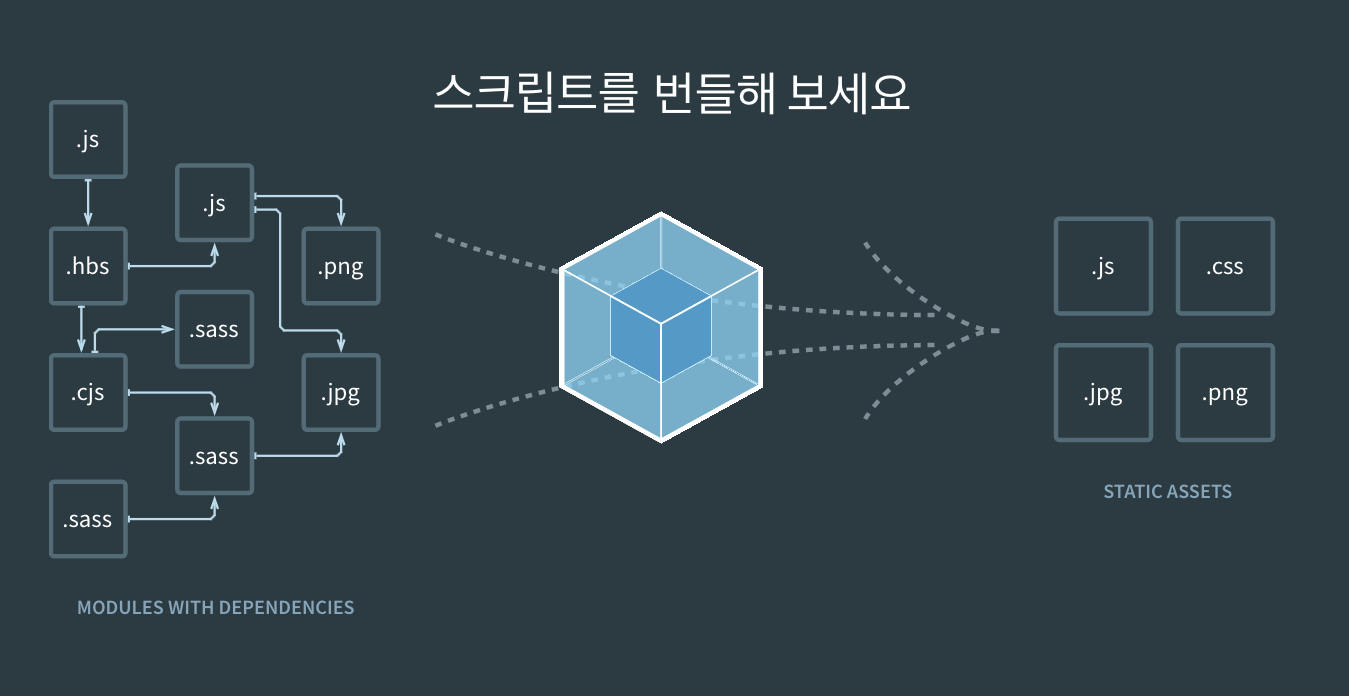 스크립트를 번들해 보세요
.js
.js
.hbs
.png
.sass
.cjs
.jpg
.sass
.sass
MODULES WITH DEPENDENCIES
.js
.css
.jpg
.png
STATIC ASSETS